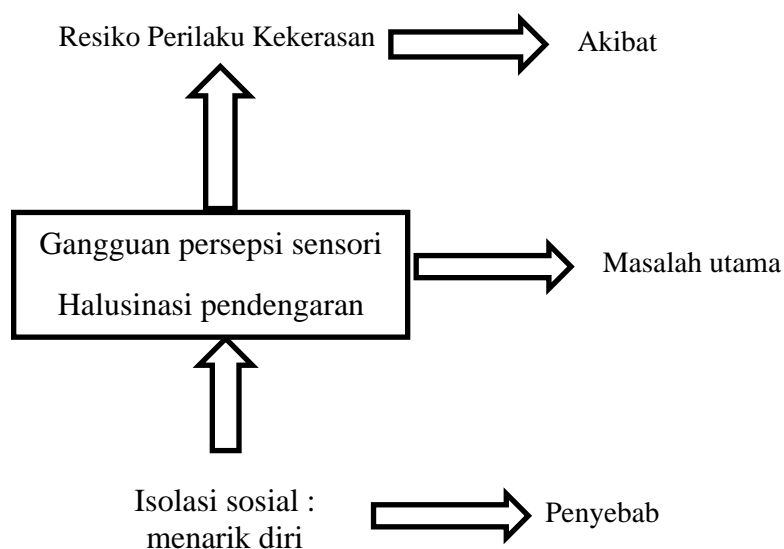 Resiko Perilaku Kekerasan
Akibat
Gangguan persepsi sensori
Halusinasi pendengaran
Masalah utama
Isolasi sosial :
menarik diri
Penyebab